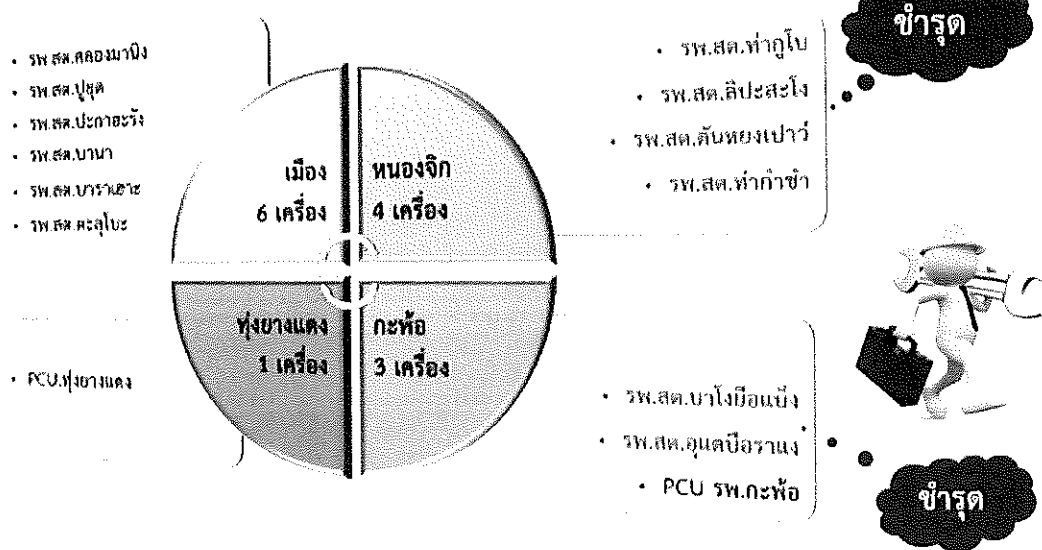 • รพ.สต.คลองมานิง
• รพ.สต.ปูยุด
• รพ.สต.ปะกาฮะรัง
• รพ.สต.บานา
• รพ.สต.บาราเฮาะ
• รพ.สต.ตะลุโบะ
เมือง
6 เครื่อง
หนองจิก
4 เครื่อง
• รพ.สต.ท่ากูโบ
• รพ.สต.ลิปะสะโง
• รพ.สต.ตันหยงเปาว์
• รพ.สต.ท่ากำชำ
ชำรุด
• PCU.ทุ่งยางแดง
ทุ่งยางแดง
1 เครื่อง
กะพ้อ
3 เครื่อง
• รพ.สต.บาโงยือแบ็ง
• รพ.สต.อุแตบือราแง
• PCU รพ.กะพ้อ
ชำรุด